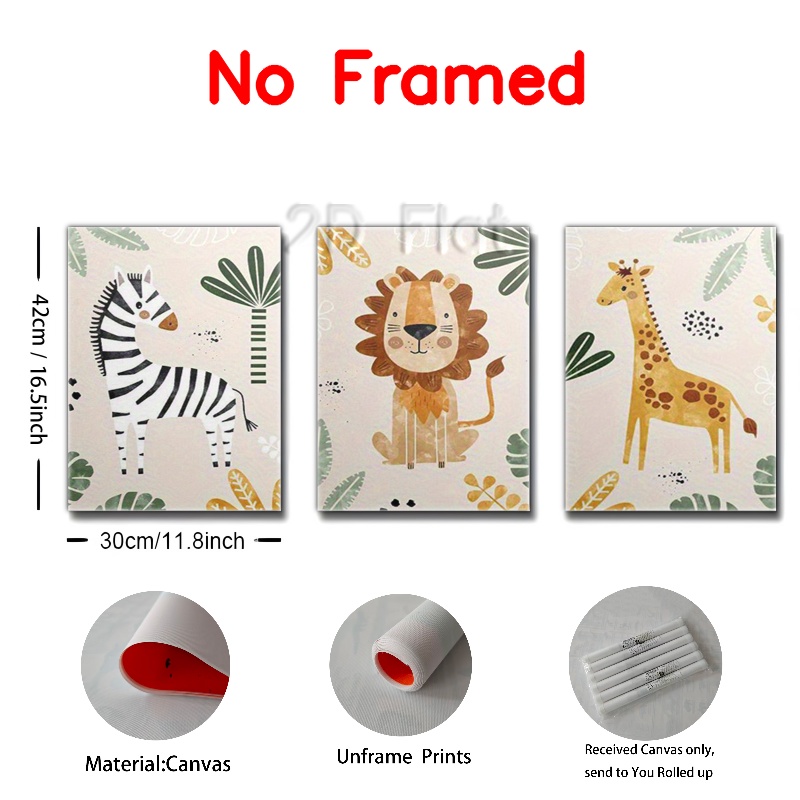 No Framed
2D Flat
42cm / 16.5inch
30cm/11.8inch
Material:Canvas
Unframe Prints
Received Canvas only,
send to You Rolled up